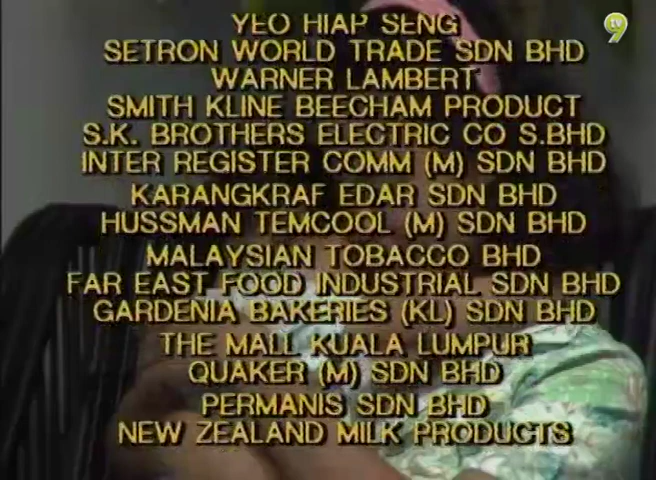 tv9
YEO HIAP SENG
SETRON WORLD TRADE SDN BHD
WARNER LAMBERT
SMITH KLINE BEECHAM PRODUCT
S.K. BROTHERS ELECTRIC CO S.BHD
INTER REGISTER COMM (M) SDN BHD
KARANGKRAF EDAR SDN BHD
HUSSMAN TEMCOOL (M) SDN BHD
MALAYSIAN TOBACCO BHD
FAR EAST FOOD INDUSTRIAL SDN BHD
GARDENIA BAKERIES (KL) SDN BHD
THE MALL KUALA LUMPUR
QUAKER (M) SDN BHD
PERMANIS SDN BHD
NEW ZEALAND MILK PRODUCTS